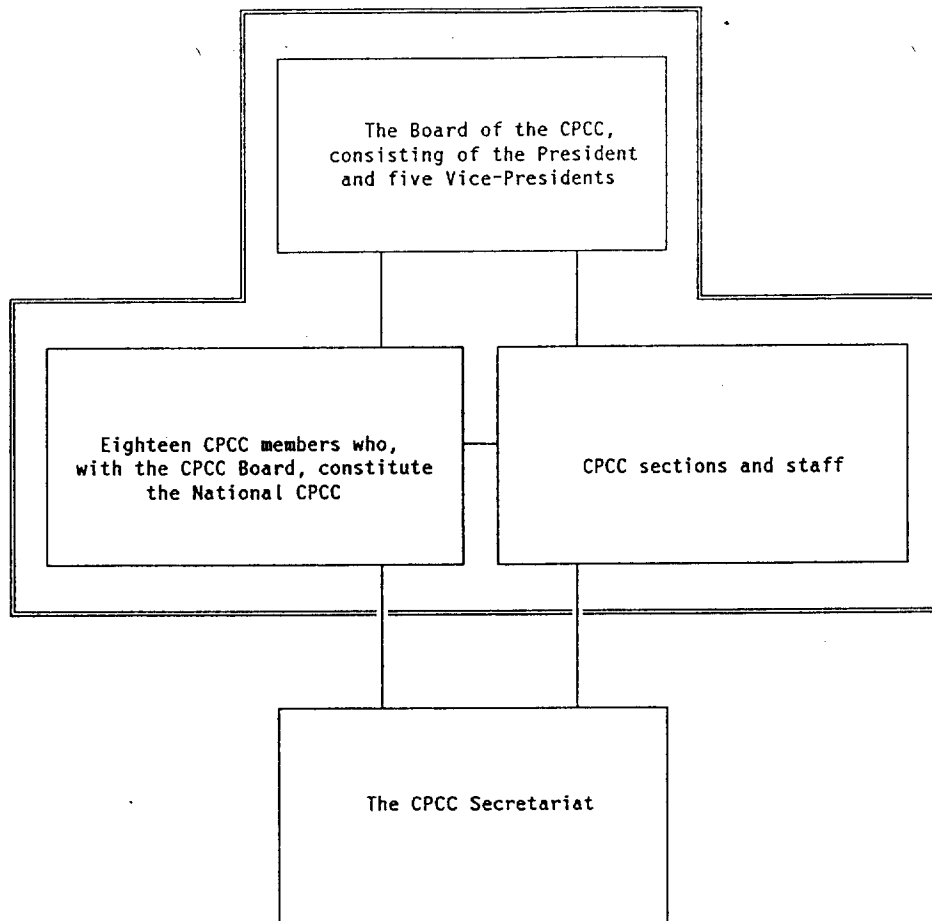 The Board of the CPCC,
consisting of the President
and five Vice-Presidents
Eighteen CPCC members who,
with the CPCC Board, constitute
the National CPCC
CPCC sections and staff
The CPCC Secretariat